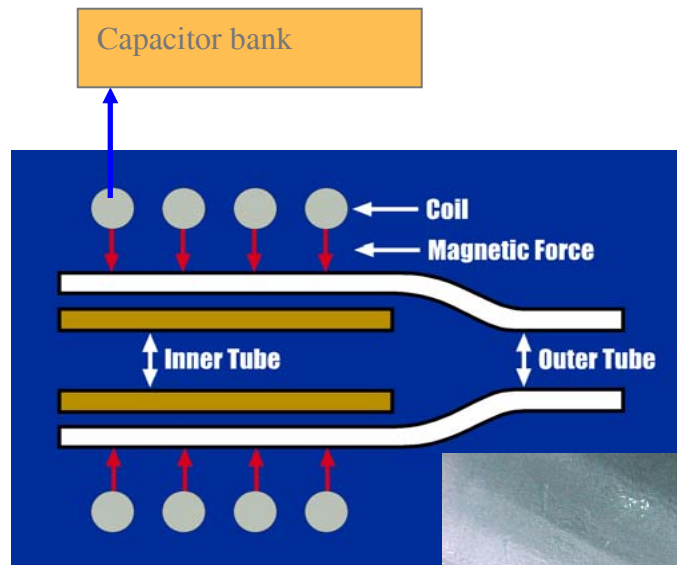 Capacitor bank
Coil
Magnetic Force
Inner Tube
Outer Tube